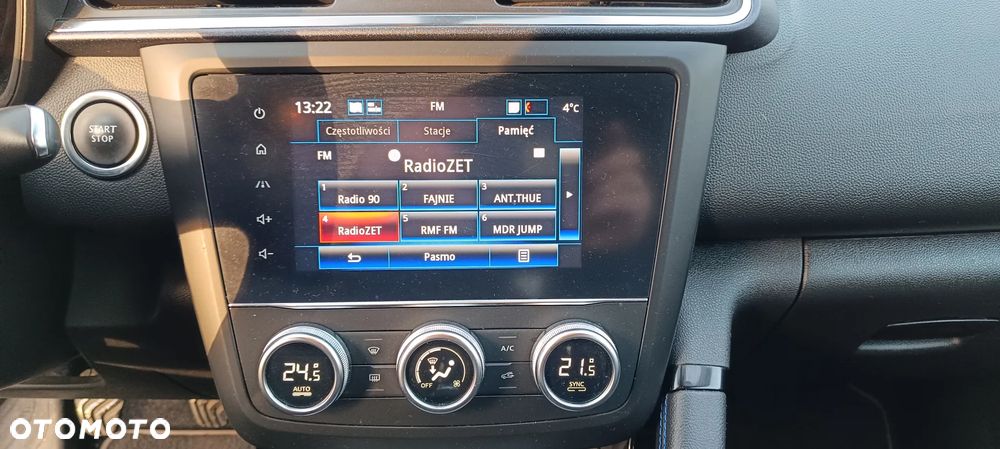 START
STOP
13:22 FM 4°C
Częstotliwości Stacje Pamięć
FM
RadioZET
1 Radio 90 2 FAJNIE 3 ANT.THUE
4 RadioZET 5 RMF FM 6 MDR JUMP
Pasmo
24.5°
AUTO
OFF
A/C
21.5°
SYNC
OTOMOTO